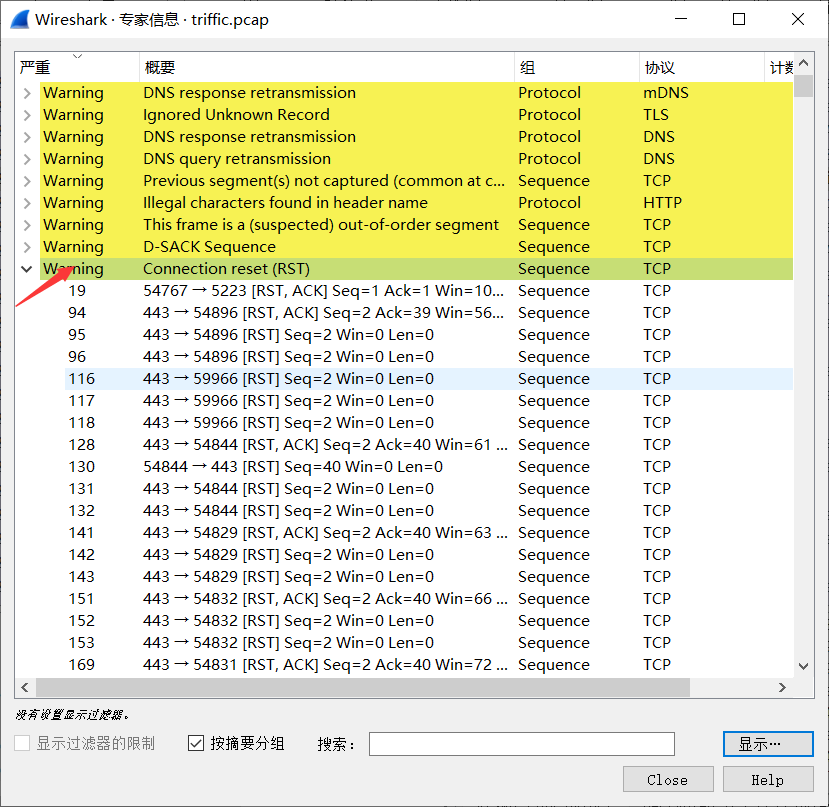 Wireshark · 专家信息 · triffic.pcap
严重 概要 组 协议 计数
Warning DNS response retransmission Protocol mDNS
Warning Ignored Unknown Record Protocol TLS
Warning DNS response retransmission Protocol DNS
Warning DNS query retransmission Protocol DNS
Warning Previous segment(s) not captured (common at c... Sequence TCP
Warning Illegal characters found in header name Protocol HTTP
Warning This frame is a (suspected) out-of-order segment Sequence TCP
Warning D-SACK Sequence Sequence TCP
Warning Connection reset (RST) Sequence TCP
19 54767 → 5223 [RST, ACK] Seq=1 Ack=1 Win=10... Sequence TCP
94 443 → 54896 [RST, ACK] Seq=2 Ack=39 Win=56... Sequence TCP
95 443 → 54896 [RST] Seq=2 Win=0 Len=0 Sequence TCP
96 443 → 54896 [RST] Seq=2 Win=0 Len=0 Sequence TCP
116 443 → 59966 [RST] Seq=2 Win=0 Len=0 Sequence TCP
117 443 → 59966 [RST] Seq=2 Win=0 Len=0 Sequence TCP
118 443 → 59966 [RST] Seq=2 Win=0 Len=0 Sequence TCP
128 443 → 54844 [RST, ACK] Seq=2 Ack=40 Win=61 ... Sequence TCP
130 54844 → 443 [RST] Seq=40 Win=0 Len=0 Sequence TCP
131 443 → 54844 [RST] Seq=2 Win=0 Len=0 Sequence TCP
132 443 → 54844 [RST] Seq=2 Win=0 Len=0 Sequence TCP
141 443 → 54829 [RST, ACK] Seq=2 Ack=40 Win=63 ... Sequence TCP
142 443 → 54829 [RST] Seq=2 Win=0 Len=0 Sequence TCP
143 443 → 54829 [RST] Seq=2 Win=0 Len=0 Sequence TCP
151 443 → 54832 [RST, ACK] Seq=2 Ack=40 Win=66 ... Sequence TCP
152 443 → 54832 [RST] Seq=2 Win=0 Len=0 Sequence TCP
153 443 → 54832 [RST] Seq=2 Win=0 Len=0 Sequence TCP
169 443 → 54831 [RST, ACK] Seq=2 Ack=40 Win=72 ... Sequence TCP
没有设置显示过滤器。
显示过滤器的限制 按摘要分组 搜索： 显示…
Close Help